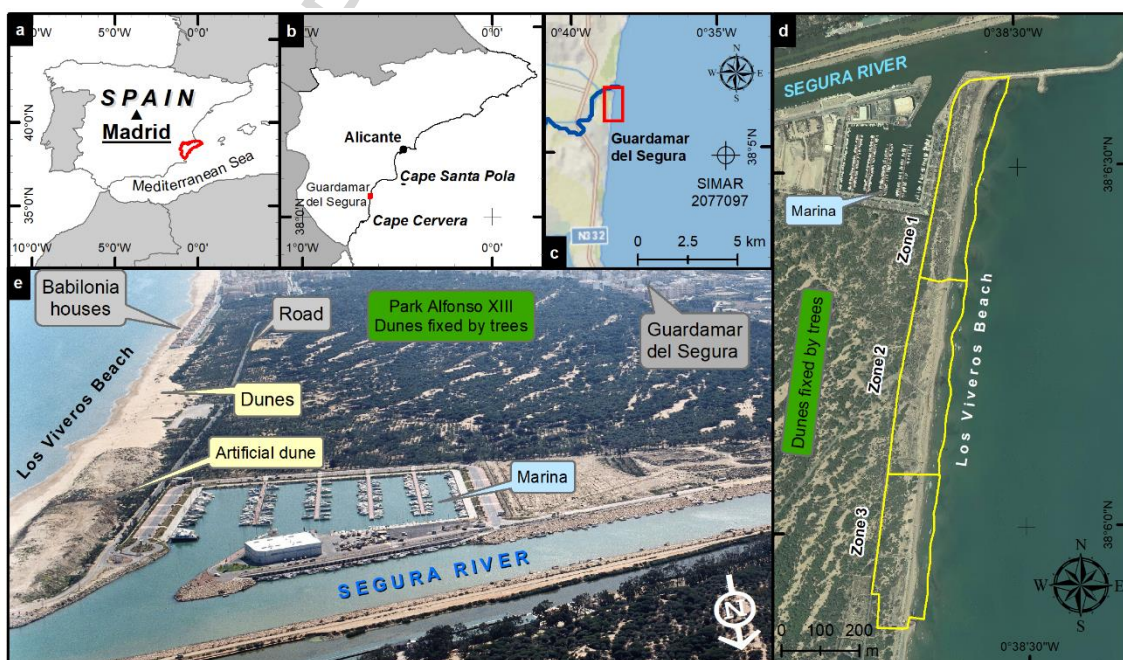 a
5°0'W
0°0'
40°0'N
35°0'N
SPAIN
Madrid
Mediterranean Sea
10°0'W
5°0'W
0°0'
b
0°0'
Alicante
Cape Santa Pola
Guardamar
del Segura
Cape Cervera
38°0'N
1°0'W
0°0'
c
0°40'W
0°35'W
N
W
E
S
Guardamar
del Segura
38°5'N
SIMAR
2077097
N332
0
2.5
5 km
d
0°38'30"W
SEGURA RIVER
38°6'30"N
Marina
Zone 1
Zone 2
Zone 3
Los Viveros Beach
Dunes fixed by trees
38°6'0"N
N
W
E
S
0
100
200
m
0°38'30"W
e
Babilonia
houses
Road
Park Alfonso XIII
Dunes fixed by trees
Guardamar
del Segura
Los Viveros Beach
Dunes
Artificial dune
Marina
SEGURA RIVER
N